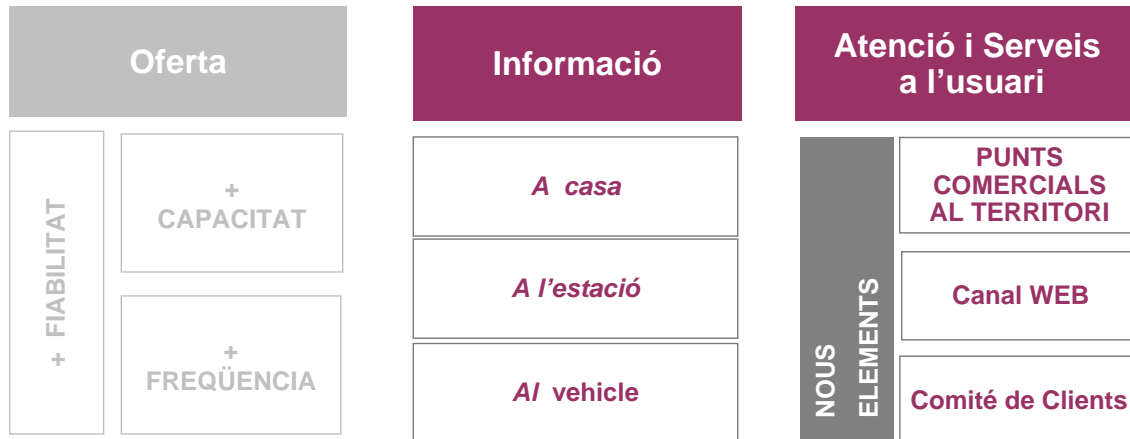 Oferta
+ FIABILITAT
+
CAPACITAT
+
FREQÜENCIA
Informació
A casa
A l’estació
Al vehicle
Atenció i Serveis
a l’usuari
NOUS
ELEMENTS
PUNTS
COMERCIALS
AL TERRITORI
Canal WEB
Comité de Clients